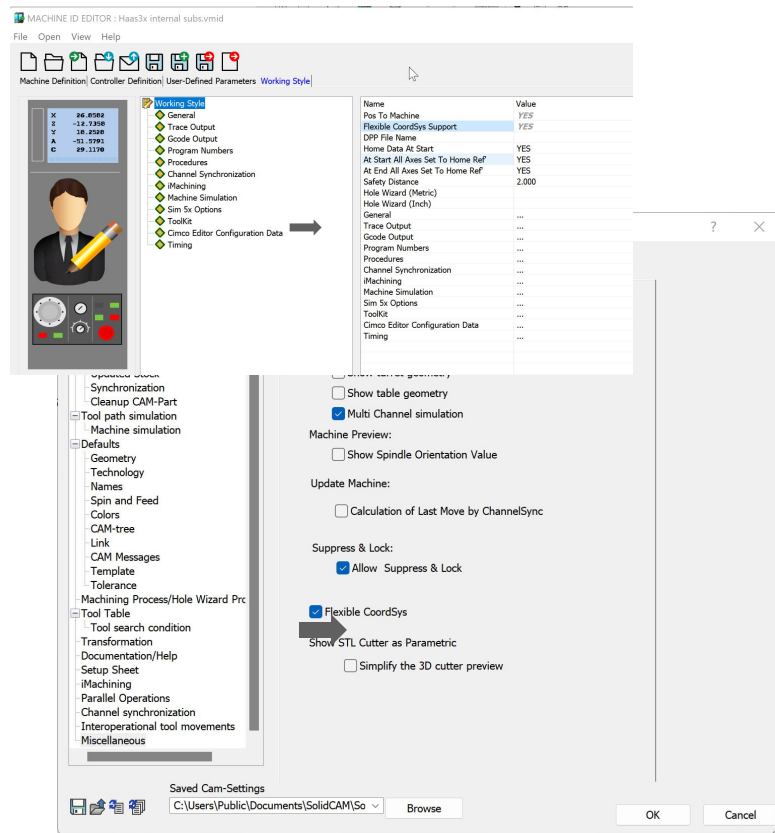 MACHINE ID EDITOR : Haas3x internal subs.vmid
File Open View Help
Machine Definition Controller Definition User-Defined Parameters Working Style
X 26.8502
Z -12.7350
Y 18.2528
A -51.5791
C 29.1170
Working Style
General
Trace Output
Gcode Output
Program Numbers
Procedures
Channel Synchronization
iMachining
Machine Simulation
Sim 5x Options
ToolKit
Cimco Editor Configuration Data
Timing
Name Value
Pos To Machine YES
Flexible CoordSys Support YES
DPP File Name
Home Data At Start YES
At Start All Axes Set To Home Ref' YES
At End All Axes Set To Home Ref' YES
Safety Distance 2.000
Hole Wizard (Metric)
Hole Wizard (Inch)
General ...
Trace Output ...
Gcode Output ...
Program Numbers ...
Procedures ...
Channel Synchronization ...
iMachining ...
Machine Simulation ...
Sim 5x Options ...
ToolKit ...
Cimco Editor Configuration Data ...
Timing ...
?
Updated Stock
Synchronization
Cleanup CAM-Part
Tool path simulation
Machine simulation
Defaults
Geometry
Technology
Names
Spin and Feed
Colors
CAM-tree
Link
CAM Messages
Template
Tolerance
Machining Process/Hole Wizard Prc
Tool Table
Tool search condition
Transformation
Documentation/Help
Setup Sheet
iMachining
Parallel Operations
Channel synchronization
Interoperational tool movements
Miscellaneous
Show turret geometry
Show table geometry
Multi Channel simulation
Machine Preview:
Show Spindle Orientation Value
Update Machine:
Calculation of Last Move by ChannelSync
Suppress & Lock:
Allow Suppress & Lock
Flexible CoordSys
Show STL Cutter as Parametric
Simplify the 3D cutter preview
Saved Cam-Settings
C:\Users\Public\Documents\SolidCAM\So
Browse
OK
Cancel